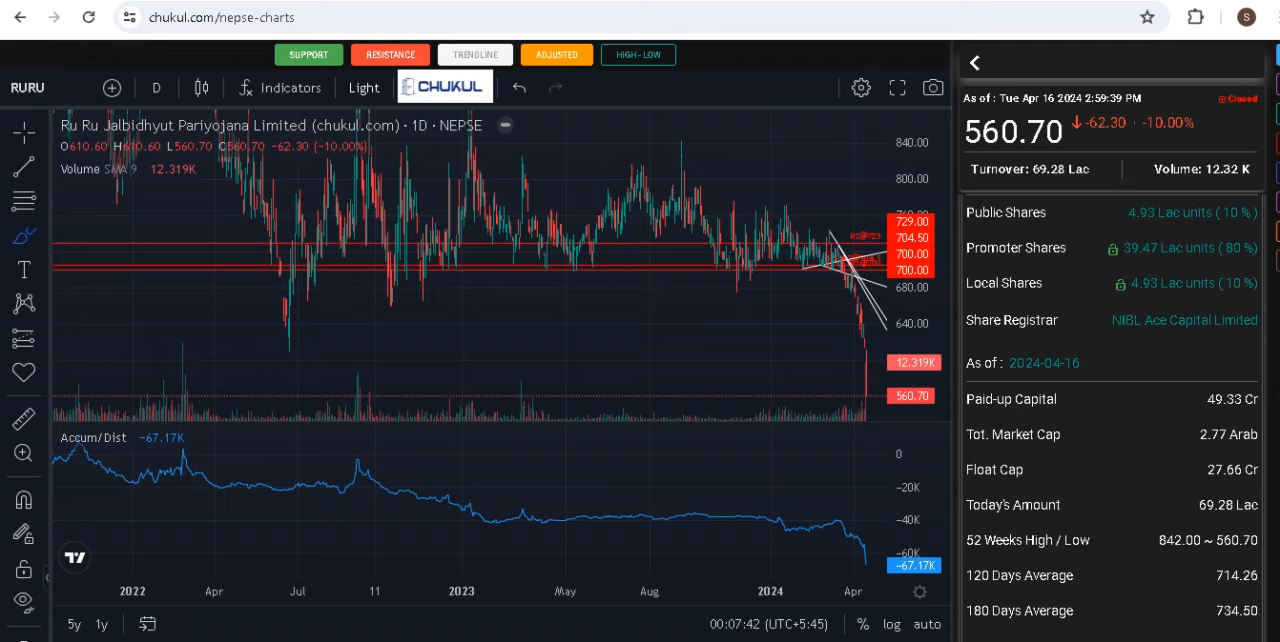 chukul.com/nepse-charts
S
SUPPORT RESISTANCE TRENDLINE ADJUSTED HIGH-LOW
RURU D Indicators Light CHUKUL
Ru Ru Jalbidhyut Pariyojana Limited (chukul.com) · 1D · NEPSE
O610.60 H610.60 L560.70 C560.70 −62.30 (−10.00%)
Volume SMA 9 12.319K
840.00
800.00
740.00
729.00
R2@729
704.50
700.00
700.00
680.00
640.00
12.319K
560.70
Accum/Dist −67.17K
0
−20K
−40K
−60K
−67.17K
2022 Apr Jul 11 2023 May Aug 2024 Apr
5y 1y 00:07:42 (UTC+5:45) % log auto
As of : Tue Apr 16 2024 2:59:39 PM Closed
560.70 -62.30 · -10.00%
Turnover: 69.28 Lac Volume: 12.32 K
Public Shares 4.93 Lac units ( 10 %)
Promoter Shares 39.47 Lac units ( 80 %)
Local Shares 4.93 Lac units ( 10 %)
Share Registrar NIBL Ace Capital Limited
As of : 2024-04-16
Paid-up Capital 49.33 Cr
Tot. Market Cap 2.77 Arab
Float Cap 27.66 Cr
Today's Amount 69.28 Lac
52 Weeks High / Low 842.00 ~ 560.70
120 Days Average 714.26
180 Days Average 734.50